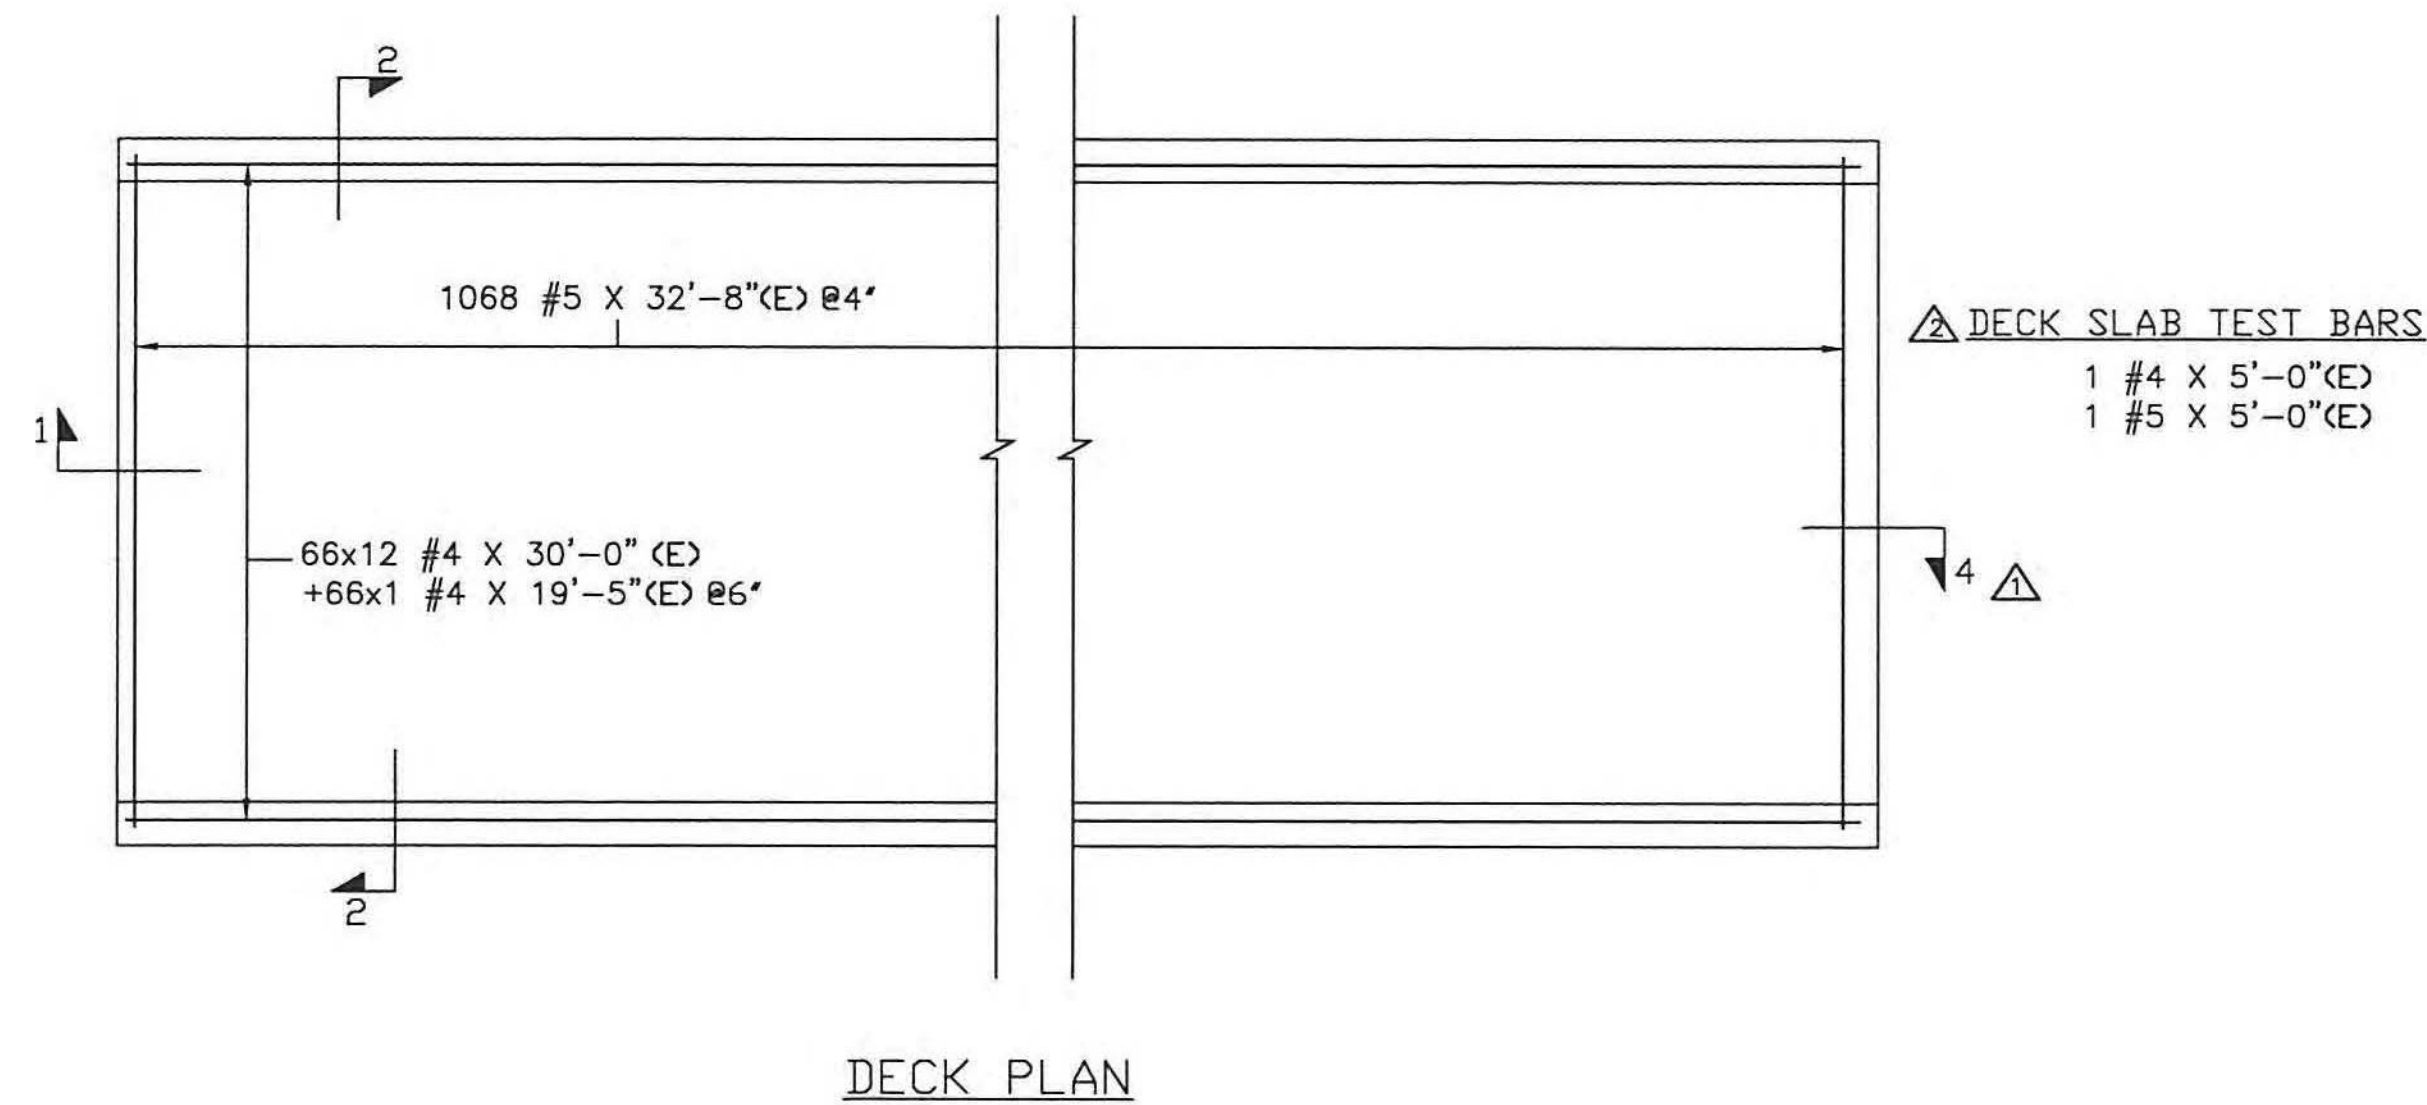 2
1068 #5 X 32'-8"(E) @4"
2 DECK SLAB TEST BARS
1 #4 X 5'-0"(E)
1 #5 X 5'-0"(E)
1
66x12 #4 X 30'-0" (E)
+66x1 #4 X 19'-5"(E) @6"
4 1
2
DECK PLAN